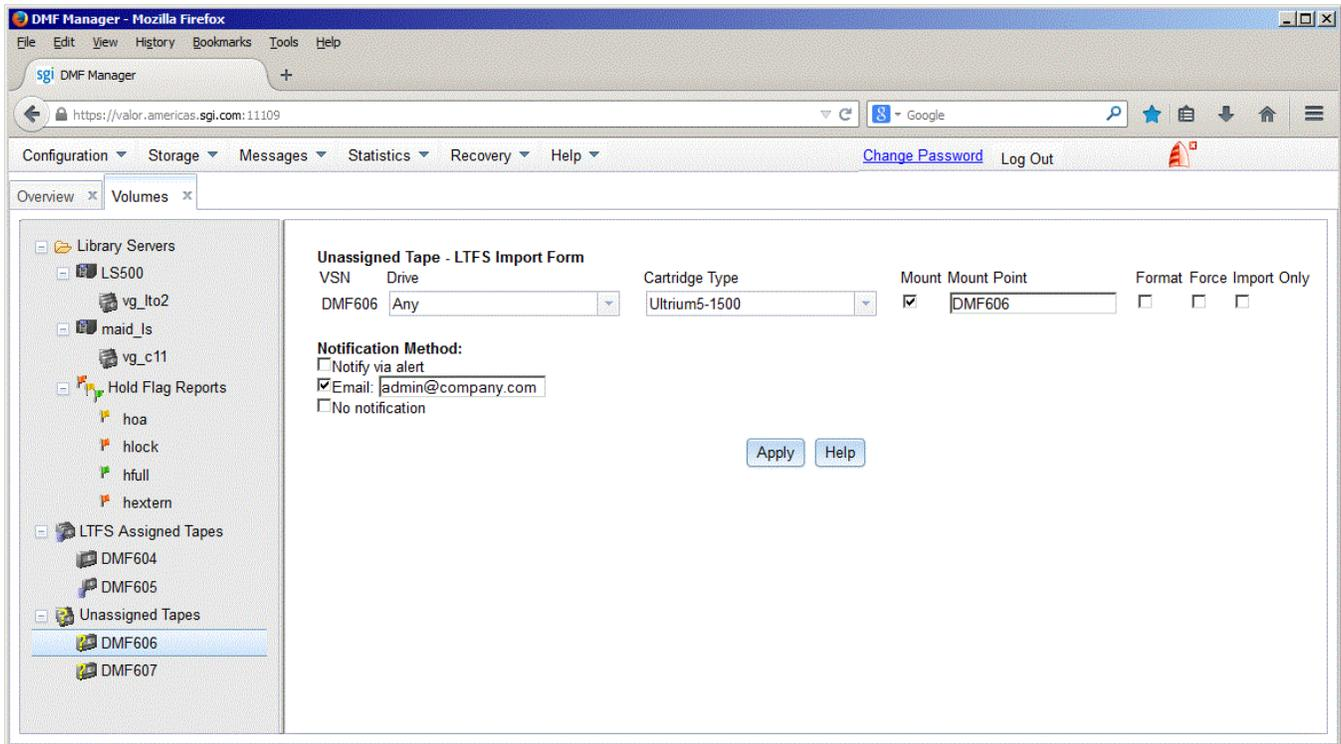 DMF Manager - Mozilla Firefox
File Edit View History Bookmarks Tools Help
sgi DMF Manager +
https://valor.americas.sgi.com:11109
8 Google
Configuration Storage Messages Statistics Recovery Help Change Password Log Out
Overview x Volumes x
Library Servers
LS500
vg_lto2
maid_ls
vg_c11
Hold Flag Reports
hoa
hlock
hfull
hextern
LTFS Assigned Tapes
DMF604
DMF605
Unassigned Tapes
DMF606
DMF607
Unassigned Tape - LTFS Import Form
VSN Drive Cartridge Type Mount Mount Point Format Force Import Only
DMF606 Any Ultrium5-1500 DMF606
Notification Method:
Notify via alert
Email: admin@company.com
No notification
Apply Help